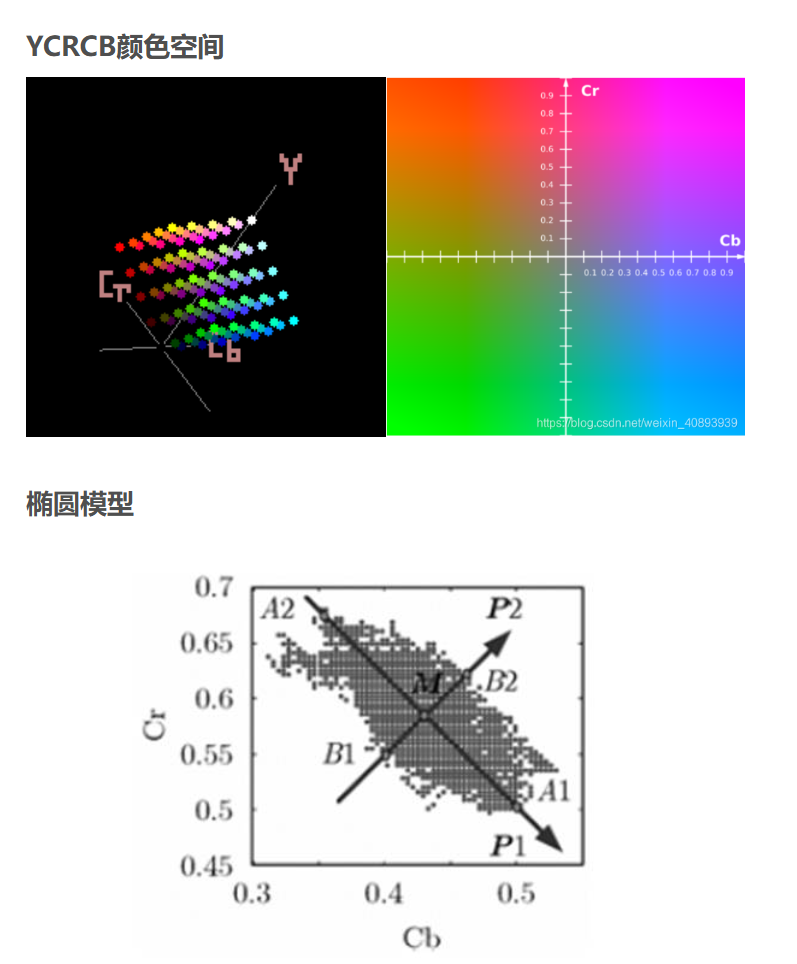 YCRCB颜色空间
Y
Cr
Cb
Cr
0.9
0.8
0.7
0.6
0.5
0.4
0.3
0.2
0.1
Cb
0.1 0.2 0.3 0.4 0.5 0.6 0.7 0.8 0.9
https://blog.csdn.net/weixin_40893939
椭圆模型
0.7
A2
P2
0.65
M
B2
0.6
Cr
0.55
B1
A1
0.5
P1
0.45
0.3 0.4 0.5
Cb